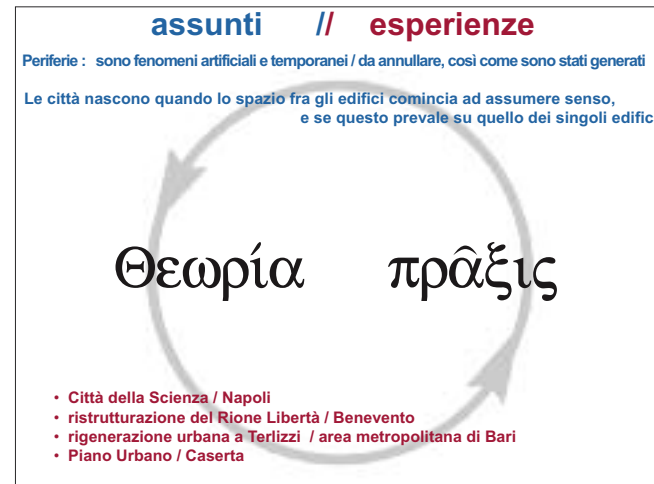 assunti // esperienze
Periferie : sono fenomeni artificiali e temporanei / da annullare, così come sono stati generati
Le città nascono quando lo spazio fra gli edifici comincia ad assumere senso,
e se questo prevale su quello dei singoli edific
Θεωρία πρᾶξις
• Città della Scienza / Napoli
• ristrutturazione del Rione Libertà / Benevento
• rigenerazione urbana a Terlizzi / area metropolitana di Bari
• Piano Urbano / Caserta